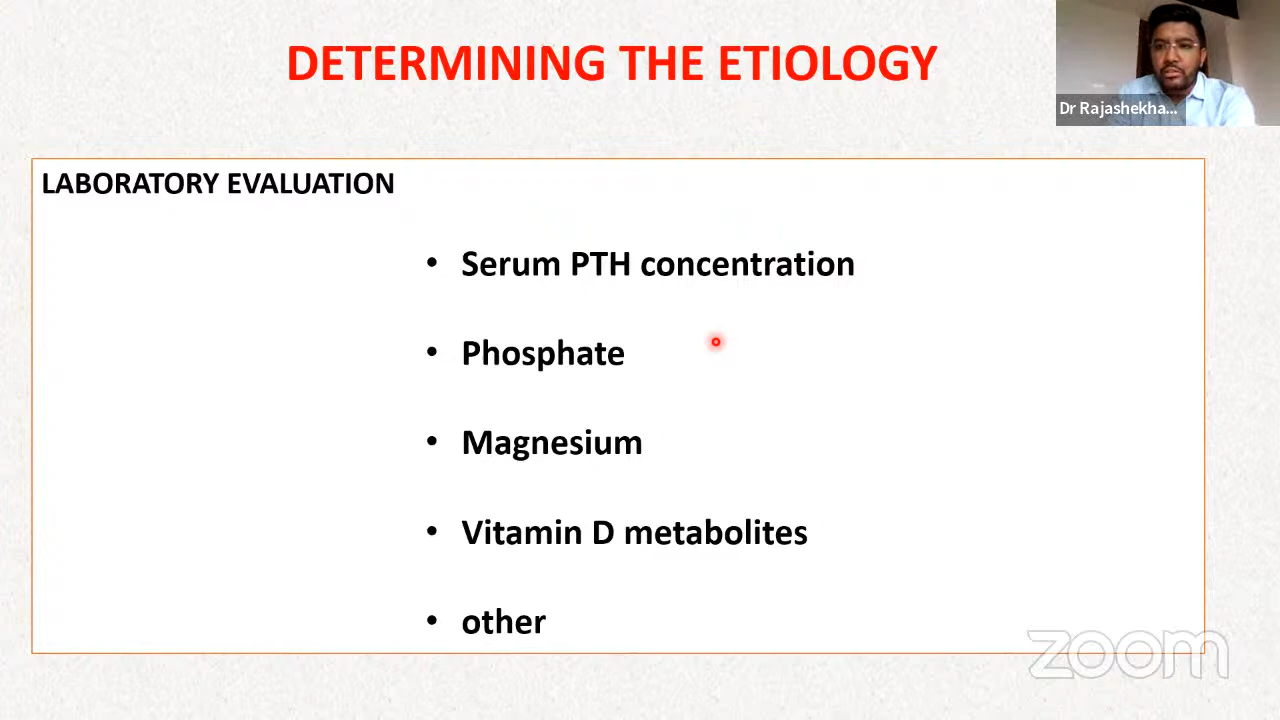 DETERMINING THE ETIOLOGY
Dr Rajashekha...
LABORATORY EVALUATION
• Serum PTH concentration
• Phosphate
• Magnesium
• Vitamin D metabolites
• other
zoom